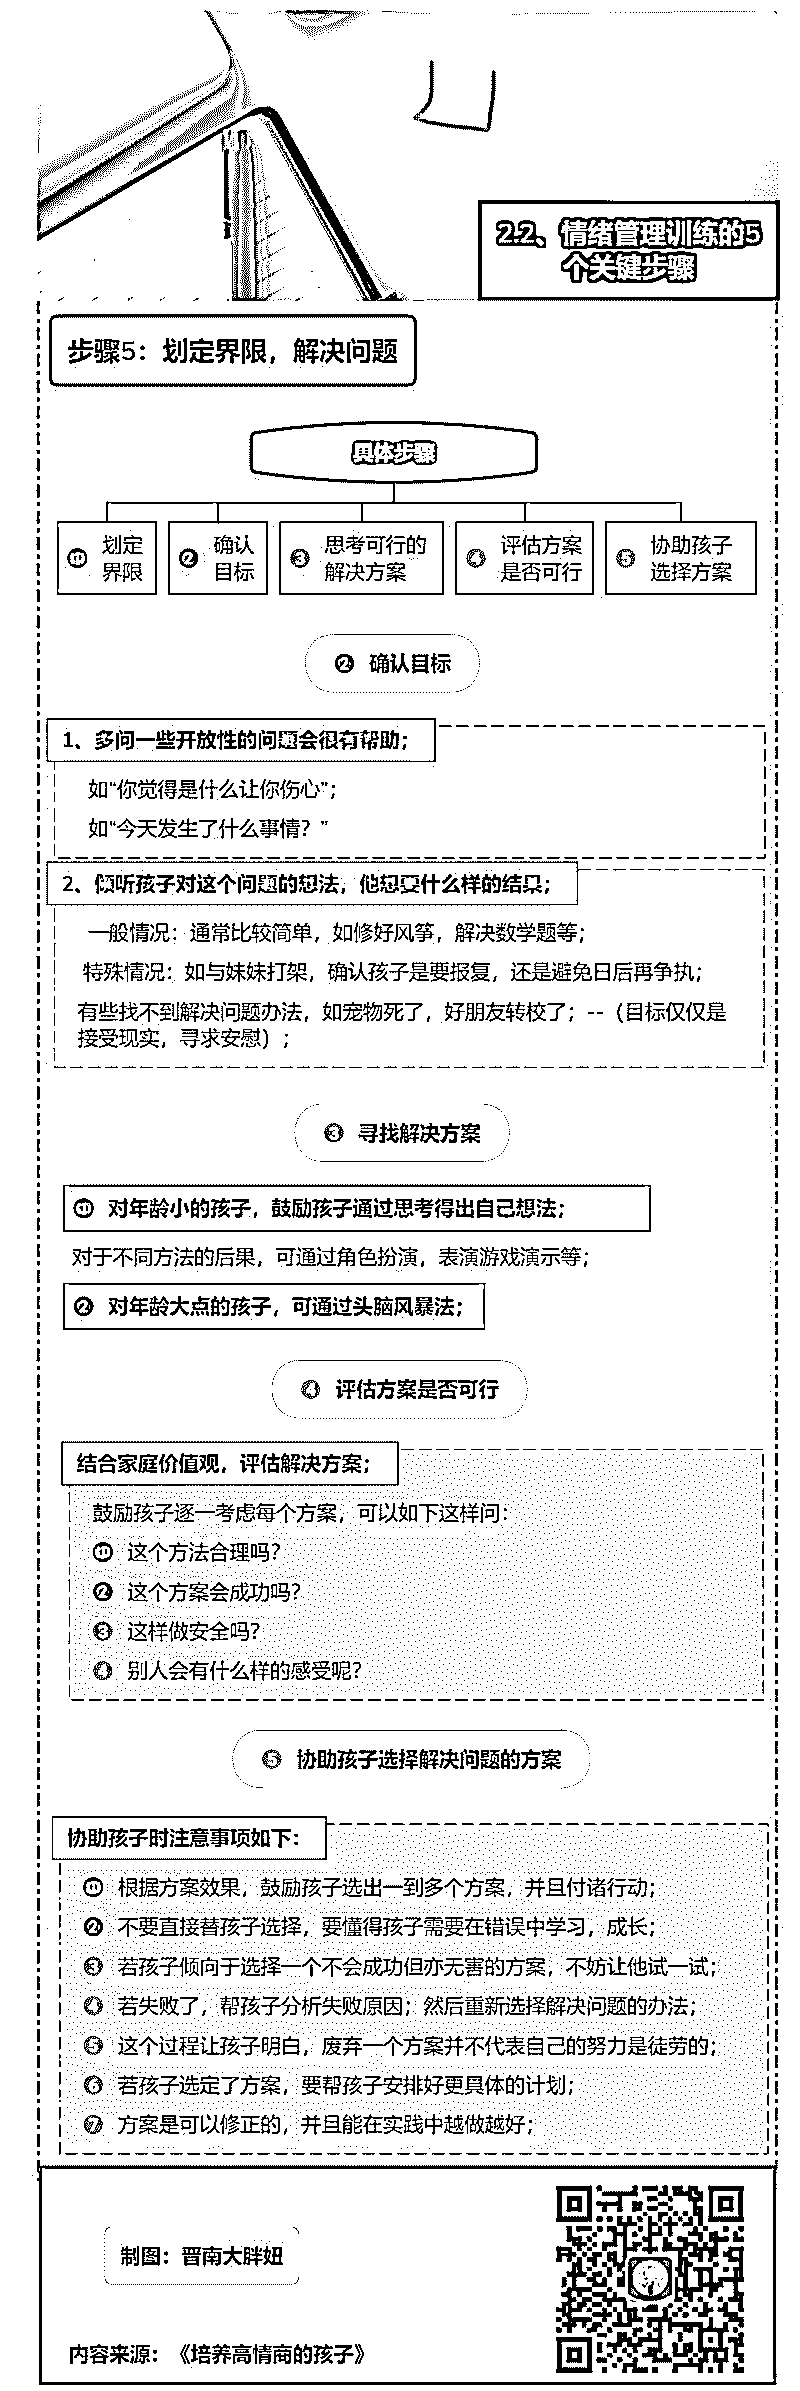 2.2、情绪管理训练的5
个关键步骤
步骤5：划定界限，解决问题
具体步骤
❶ 划定
界限
❷ 确认
目标
❸ 思考可行的
解决方案
❹ 评估方案
是否可行
❺ 协助孩子
选择方案
❷ 确认目标
1、多问一些开放性的问题会很有帮助；
如“你觉得是什么让你伤心”；
如“今天发生了什么事情？”
2、倾听孩子对这个问题的想法，他想要什么样的结果；
一般情况：通常比较简单，如修好风筝，解决数学题等；
特殊情况：如与妹妹打架，确认孩子是要报复，还是避免日后再争执；
有些找不到解决问题办法，如宠物死了，好朋友转校了；--（目标仅仅是
接受现实，寻求安慰）；
❸ 寻找解决方案
❶ 对年龄小的孩子，鼓励孩子通过思考得出自己想法；
对于不同方法的后果，可通过角色扮演，表演游戏演示等；
❷ 对年龄大点的孩子，可通过头脑风暴法；
❹ 评估方案是否可行
结合家庭价值观，评估解决方案；
鼓励孩子逐一考虑每个方案，可以如下这样问：
❶ 这个方法合理吗？
❷ 这个方案会成功吗？
❸ 这样做安全吗？
❹ 别人会有什么样的感受呢？
❺ 协助孩子选择解决问题的方案
协助孩子时注意事项如下：
❶ 根据方案效果，鼓励孩子选出一到多个方案，并且付诸行动；
❷ 不要直接替孩子选择，要懂得孩子需要在错误中学习，成长；
❸ 若孩子倾向于选择一个不会成功但亦无害的方案，不妨让他试一试；
❹ 若失败了，帮孩子分析失败原因；然后重新选择解决问题的办法；
❺ 这个过程让孩子明白，废弃一个方案并不代表自己的努力是徒劳的；
❻ 若孩子选定了方案，要帮孩子安排好更具体的计划；
❼ 方案是可以修正的，并且能在实践中越做越好；
制图：晋南大胖妞
内容来源：《培养高情商的孩子》